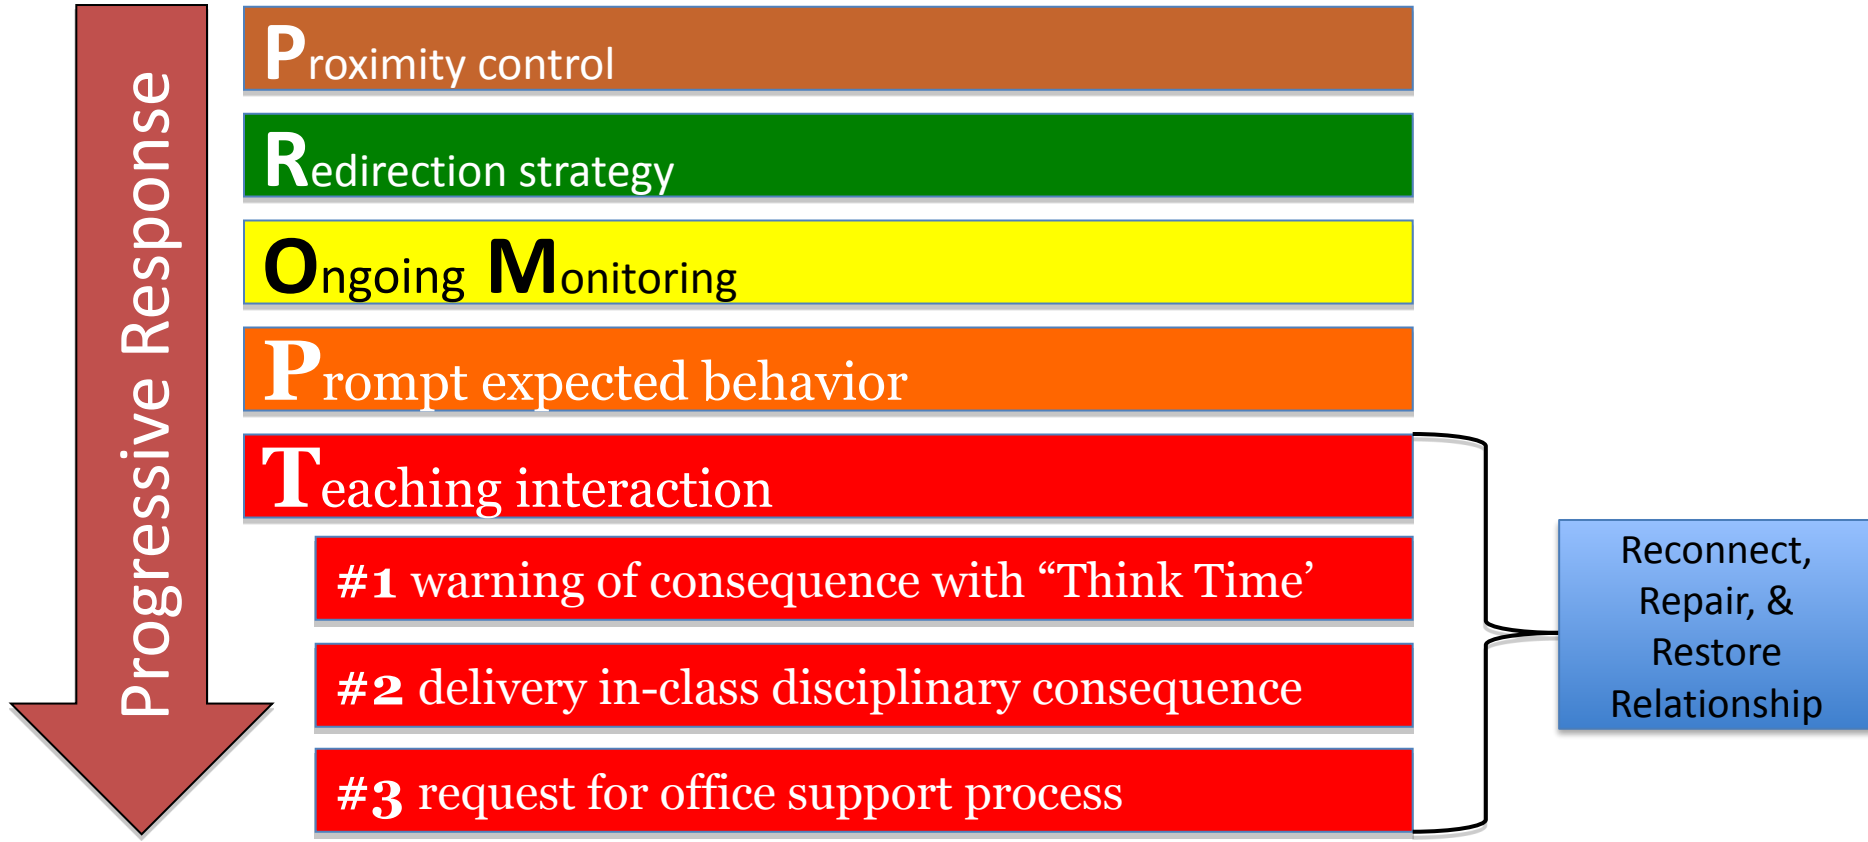 Progressive Response
Proximity control
Redirection strategy
Ongoing Monitoring
Prompt expected behavior
Teaching interaction
#1 warning of consequence with “Think Time’
#2 delivery in-class disciplinary consequence
#3 request for office support process
Reconnect,
Repair, &
Restore
Relationship